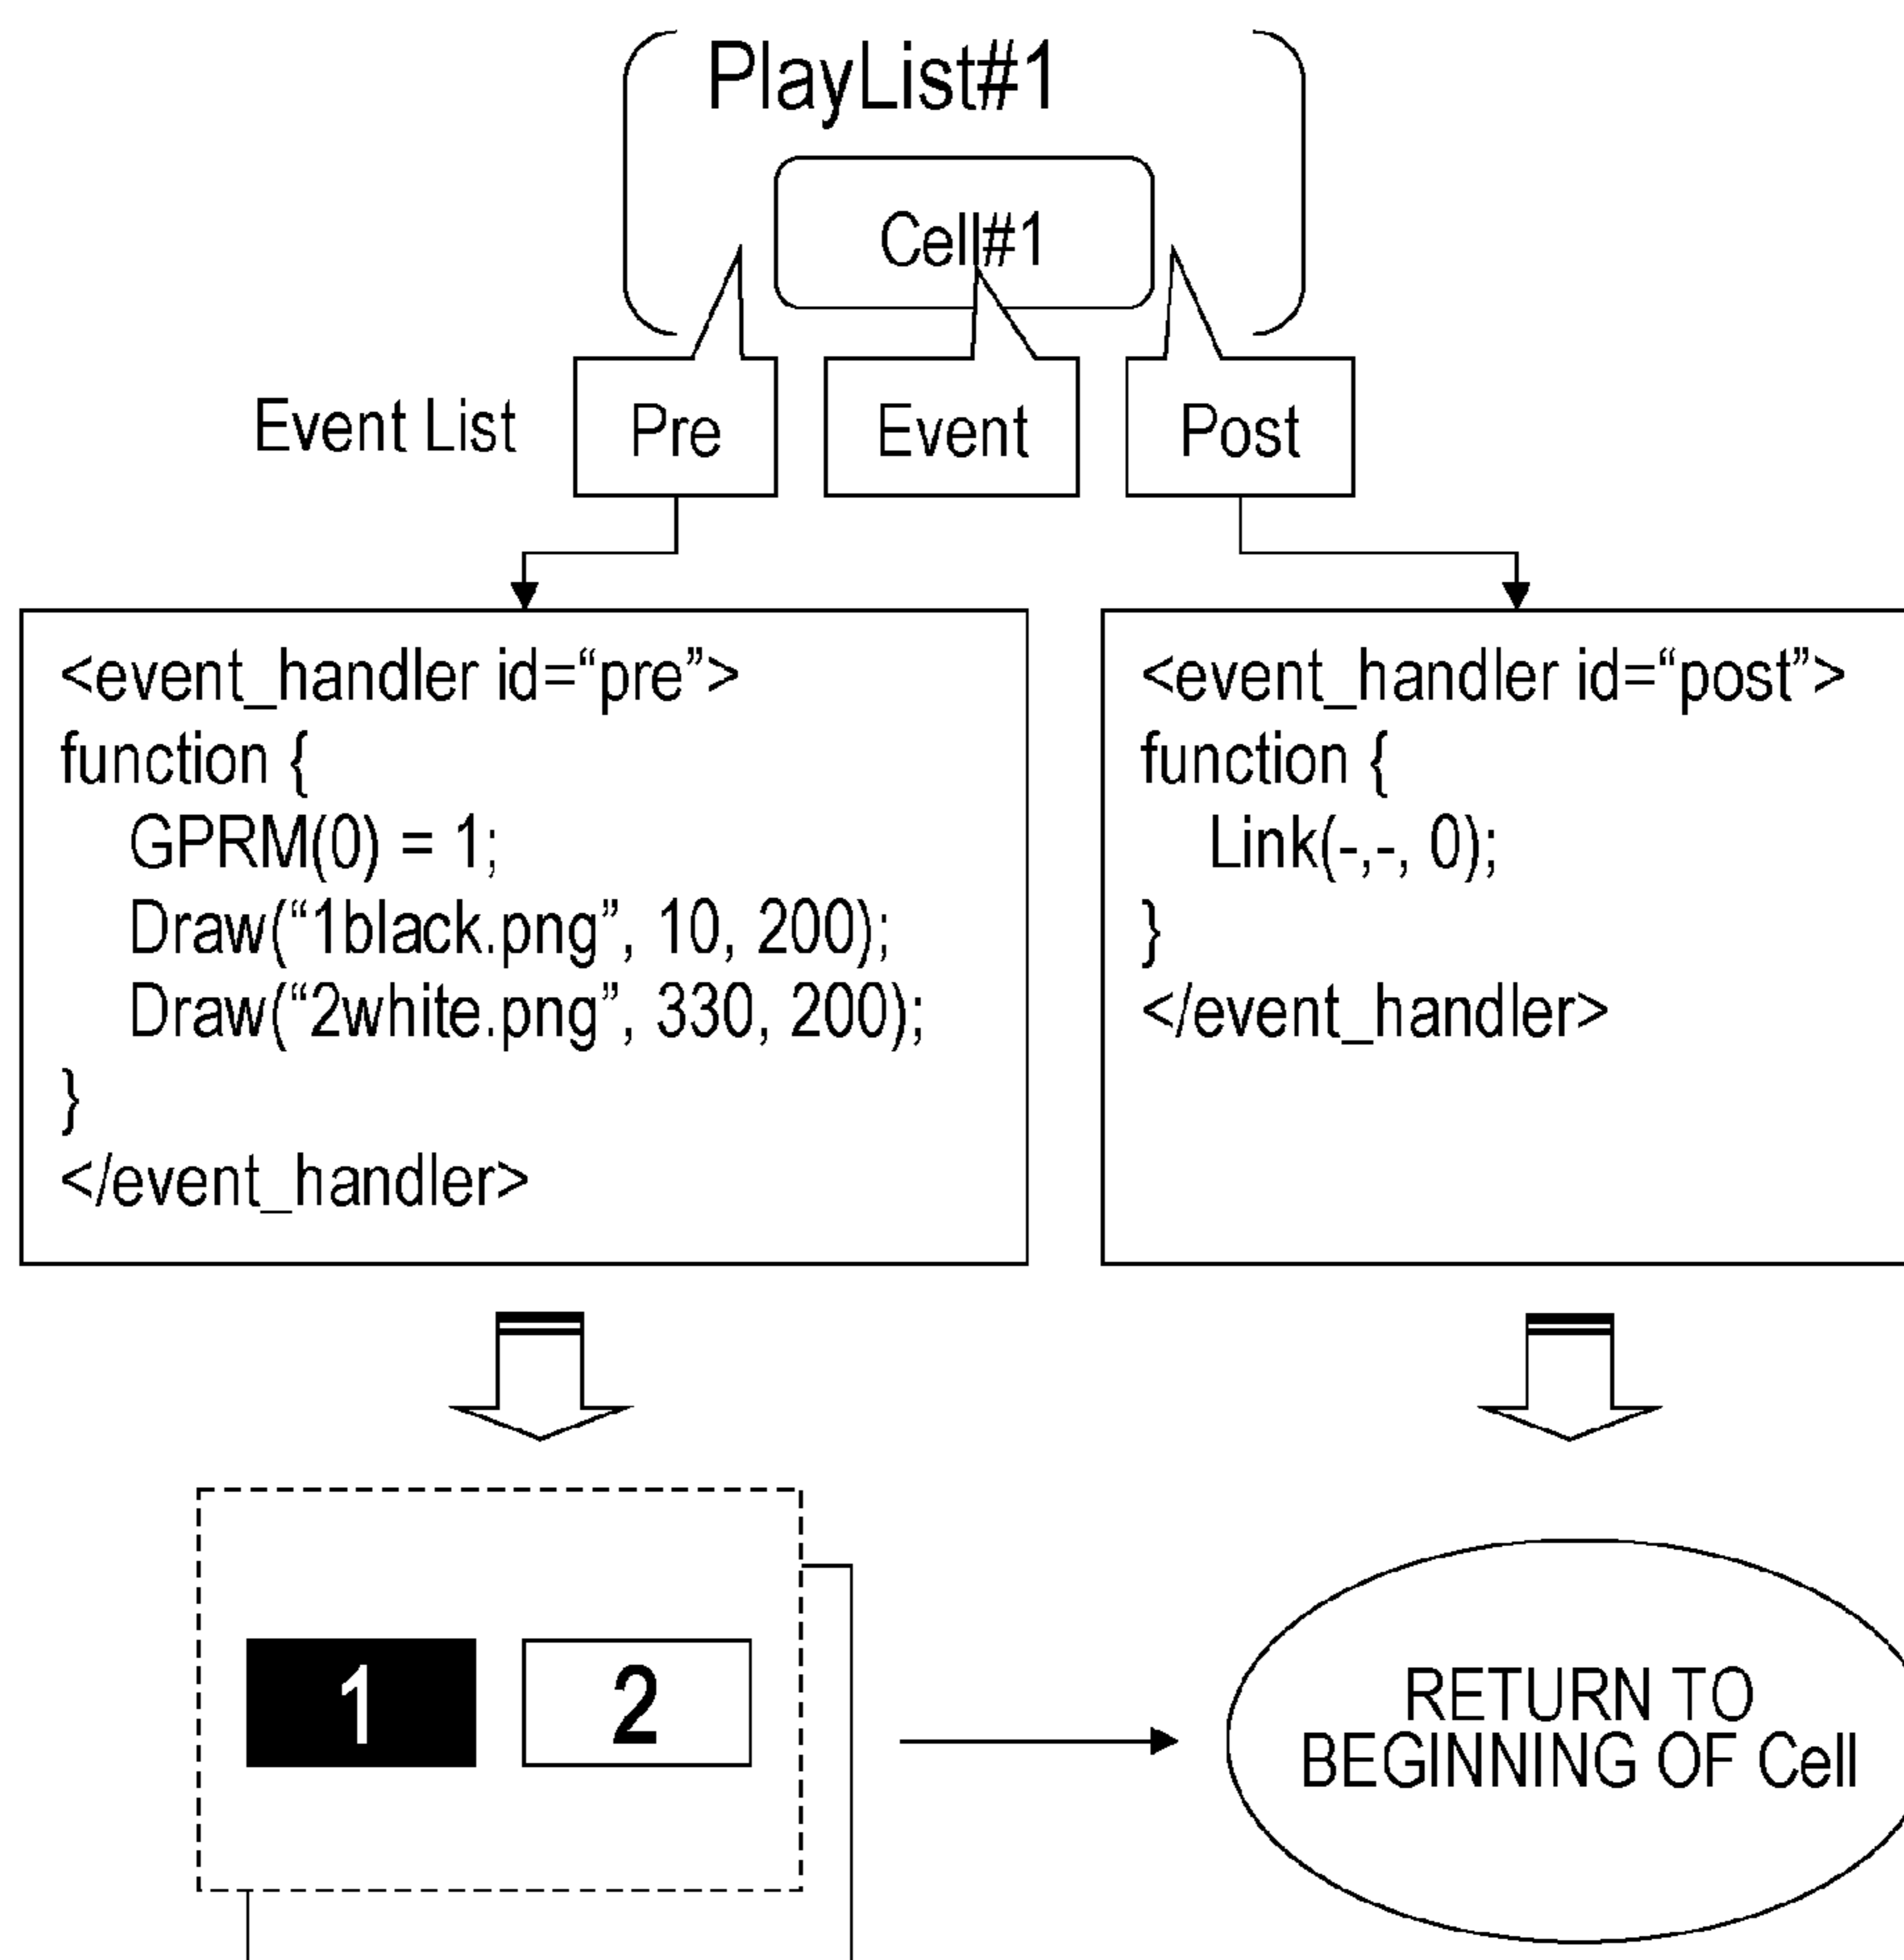 PlayList#1
Cell#1
Event List
Pre
Event
Post
<event_handler id=“pre”>
function {
GPRM(0) = 1;
Draw(“1black.png”, 10, 200);
Draw(“2white.png”, 330, 200);
}
</event_handler>
<event_handler id=“post”>
function {
Link(-,-, 0);
}
</event_handler>
1
2
RETURN TO
BEGINNING OF Cell